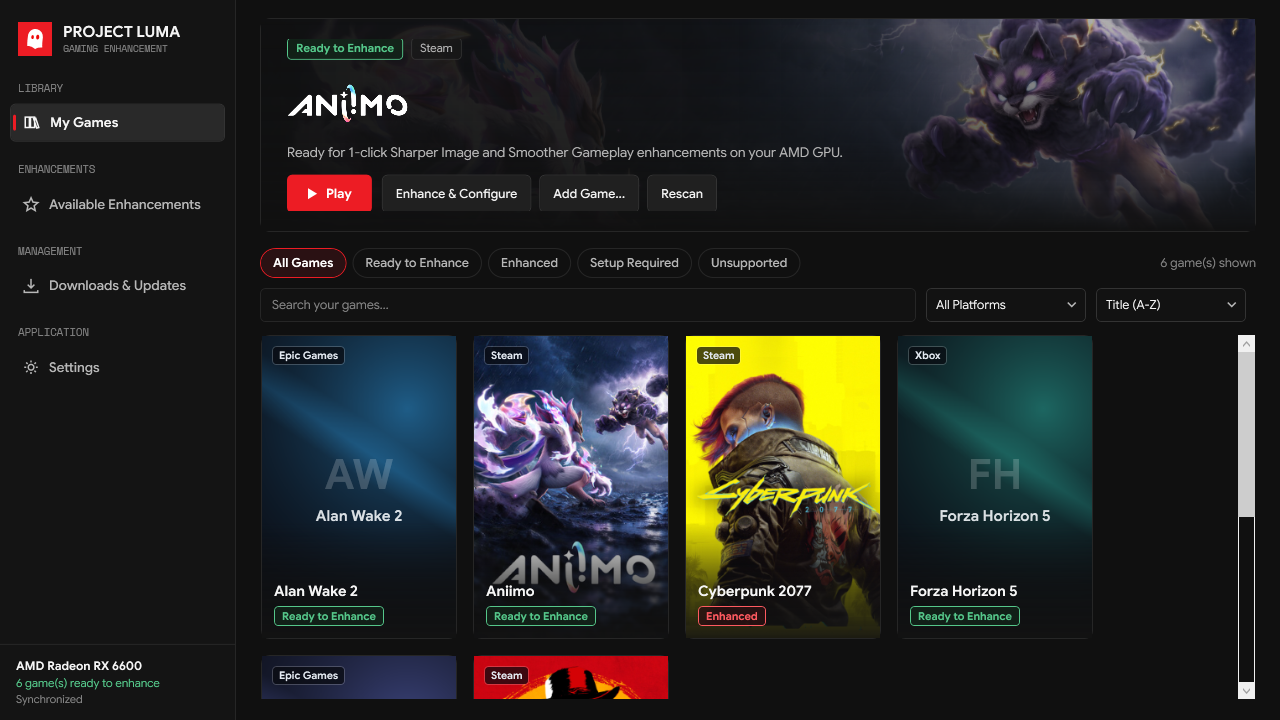 PROJECT LUMA
GAMING ENHANCEMENT
LIBRARY
My Games
ENHANCEMENTS
Available Enhancements
MANAGEMENT
Downloads & Updates
APPLICATION
Settings
AMD Radeon RX 6600
6 game(s) ready to enhance
Synchronized
Ready to Enhance
Steam
ANIIMO
Ready for 1-click Sharper Image and Smoother Gameplay enhancements on your AMD GPU.
Play
Enhance & Configure
Add Game...
Rescan
All Games
Ready to Enhance
Enhanced
Setup Required
Unsupported
6 game(s) shown
Search your games...
All Platforms
Title (A-Z)
Epic Games
AW
Alan Wake 2
Alan Wake 2
Ready to Enhance
Steam
ANIIMO
Aniimo
Ready to Enhance
Steam
Cyberpunk
2077
Cyberpunk 2077
Enhanced
Xbox
FH
Forza Horizon 5
Forza Horizon 5
Ready to Enhance
Epic Games
Steam